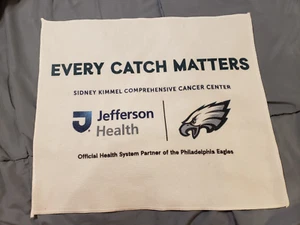 EVERY CATCH MATTERS
SIDNEY KIMMEL COMPREHENSIVE CANCER CENTER
Jefferson
Health
Official Health System Partner of the Philadelphia Eagles